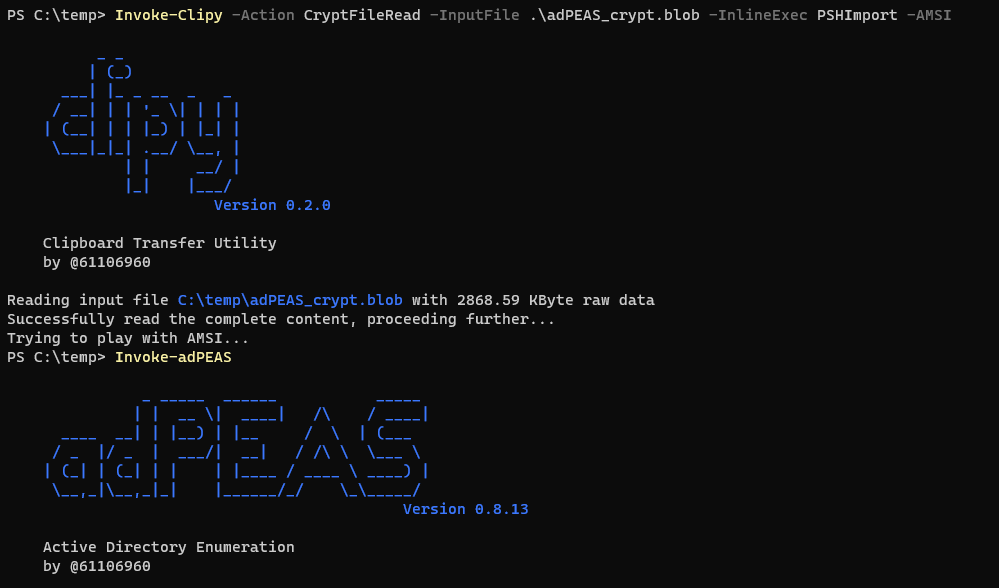 PS C:\temp> Invoke-Clipy -Action CryptFileRead -InputFile .\adPEAS_crypt.blob -InlineExec PSHImport -AMSI
clipy
Version 0.2.0
Clipboard Transfer Utility
by @61106960
Reading input file C:\temp\adPEAS_crypt.blob with 2868.59 KByte raw data
Successfully read the complete content, proceeding further...
Trying to play with AMSI...
PS C:\temp> Invoke-adPEAS
adPEAS
Version 0.8.13
Active Directory Enumeration
by @61106960